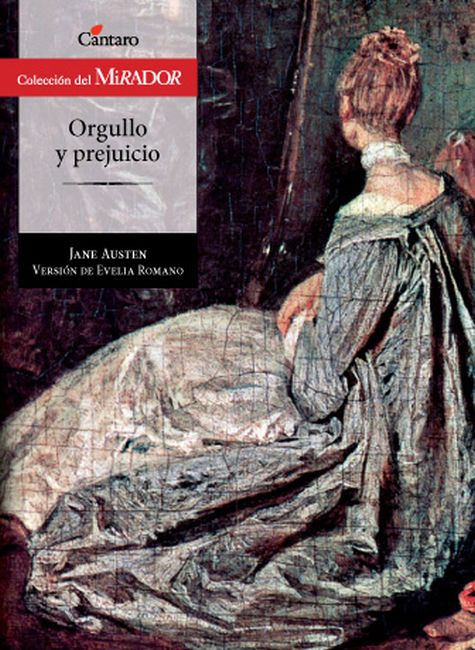 Cántaro
Colección del MiRADOR
Orgullo
y prejuicio
JANE AUSTEN
VERSIÓN DE EVELIA ROMANO